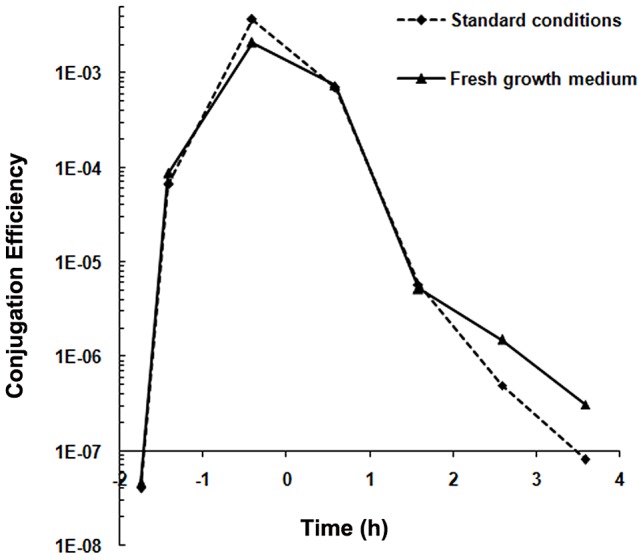 Standard conditions
Fresh growth medium
1E-03
1E-04
1E-05
1E-06
1E-07
1E-08
-2 -1 0 1 2 3 4
Time (h)
Conjugation Efficiency